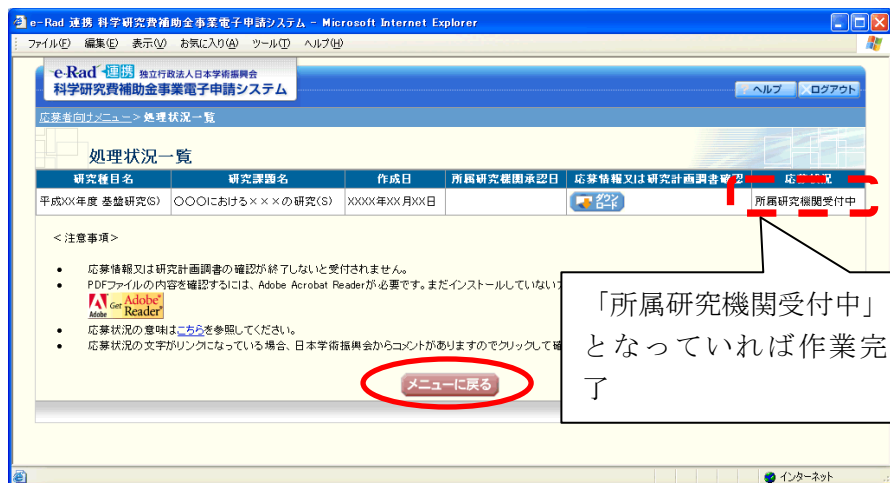 e-Rad 連携 科学研究費補助金事業電子申請システム - Microsoft Internet Explorer
ファイル(F) 編集(E) 表示(V) お気に入り(A) ツール(T) ヘルプ(H)
e-Rad 連携 独立行政法人日本学術振興会
科学研究費補助金事業電子申請システム
ヘルプ ログアウト
応募者向けメニュー>処理状況一覧
処理状況一覧
研究種目名 研究課題名 作成日 所属研究機関承認日 応募情報又は研究計画調書確認 応募状況
平成XX年度 基盤研究(S) 〇〇〇における×××の研究(S) XXXX年XX月XX日 ダウンロード 所属研究機関受付中
<注意事項>
• 応募情報又は研究計画調書の確認が終了しないと受付されません。
• PDFファイルの内容を確認するには、Adobe Acrobat Readerが必要です。まだインストールしていない
Adobe Get Adobe Reader
• 応募状況の意味はこちらを参照してください。
• 応募状況の文字がリンクになっている場合、日本学術振興会からコメントがありますのでクリックして確
メニューに戻る
「所属研究機関受付中」
となっていれば作業完
了
インターネット